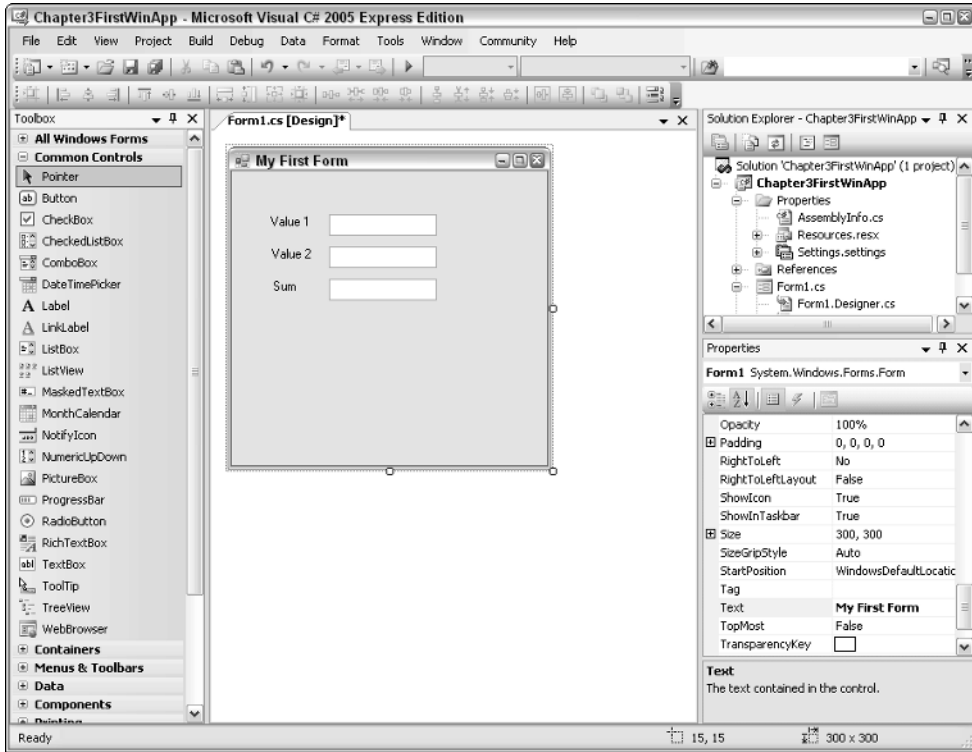 Chapter3FirstWinApp - Microsoft Visual C# 2005 Express Edition
File Edit View Project Build Debug Data Format Tools Window Community Help
Toolbox
All Windows Forms
Common Controls
Pointer
Button
CheckBox
CheckedListBox
ComboBox
DateTimePicker
Label
LinkLabel
ListBox
ListView
MaskedTextBox
MonthCalendar
NotifyIcon
NumericUpDown
PictureBox
ProgressBar
RadioButton
RichTextBox
TextBox
ToolTip
TreeView
WebBrowser
Containers
Menus & Toolbars
Data
Components
Form1.cs [Design]*
My First Form
Value 1
Value 2
Sum
Solution Explorer - Chapter3FirstWinApp
Solution 'Chapter3FirstWinApp' (1 project)
Chapter3FirstWinApp
Properties
AssemblyInfo.cs
Resources.resx
Settings.settings
References
Form1.cs
Form1.Designer.cs
Properties
Form1 System.Windows.Forms.Form
Opacity 100%
Padding 0, 0, 0, 0
RightToLeft No
RightToLeftLayout False
ShowIcon True
ShowInTaskbar True
Size 300, 300
SizeGripStyle Auto
StartPosition WindowsDefaultLocatic
Tag
Text My First Form
TopMost False
TransparencyKey
Text
The text contained in the control.
Ready 15, 15 300 x 300